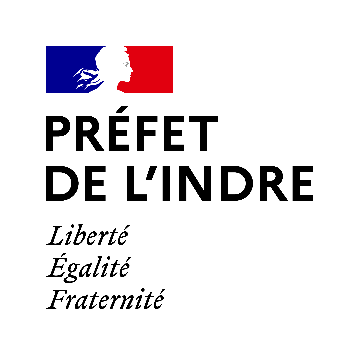 PRÉFET
DE L’INDRE
Liberté
Égalité
Fraternité